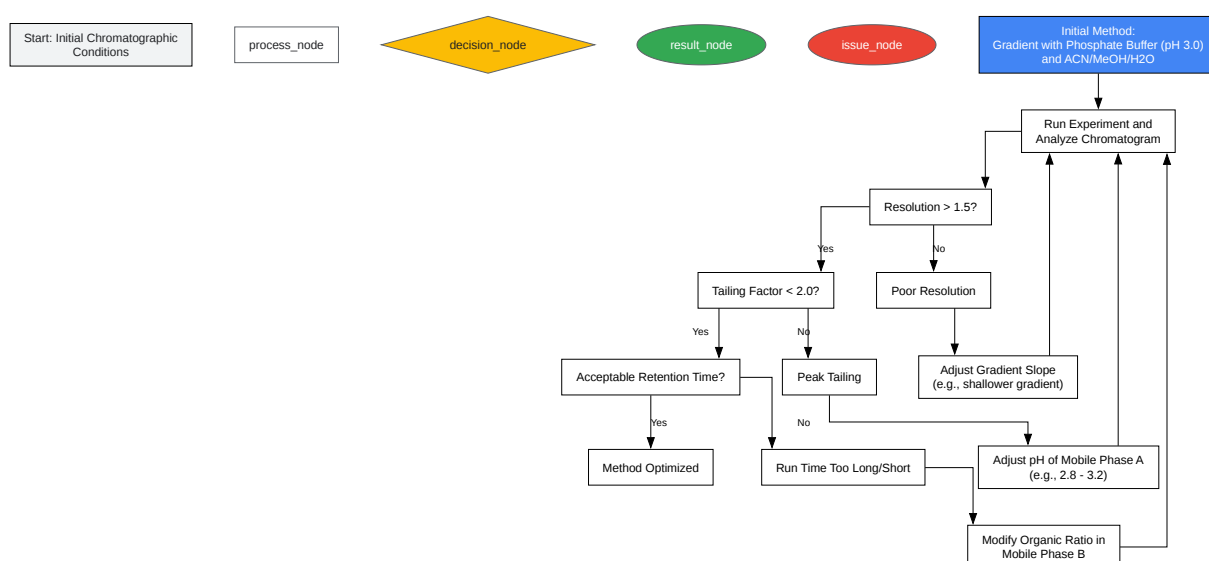 Start: Initial Chromatographic
Conditions
process_node
decision_node
result_node
issue_node
Initial Method:
Gradient with Phosphate Buffer (pH 3.0)
and ACN/MeOH/H2O
Run Experiment and
Analyze Chromatogram
Resolution > 1.5?
Yes
No
Tailing Factor < 2.0?
Poor Resolution
Yes
No
Acceptable Retention Time?
Peak Tailing
Adjust Gradient Slope
(e.g., shallower gradient)
Yes
No
Method Optimized
Run Time Too Long/Short
Adjust pH of Mobile Phase A
(e.g., 2.8 - 3.2)
Modify Organic Ratio in
Mobile Phase B